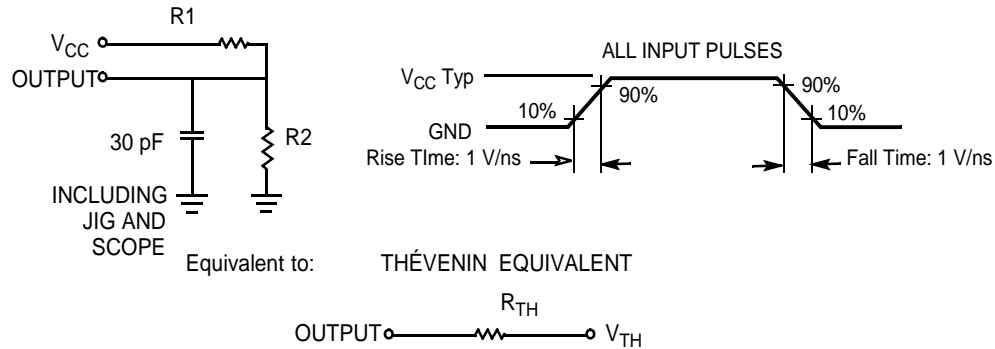 R1
V_CC
OUTPUT
30 pF
R2
INCLUDING
JIG AND
SCOPE
ALL INPUT PULSES
V_CC Typ
10%
90%
90%
10%
GND
Rise TIme: 1 V/ns
Fall Time: 1 V/ns
Equivalent to: THÉVENIN EQUIVALENT
R_TH
OUTPUT V_TH